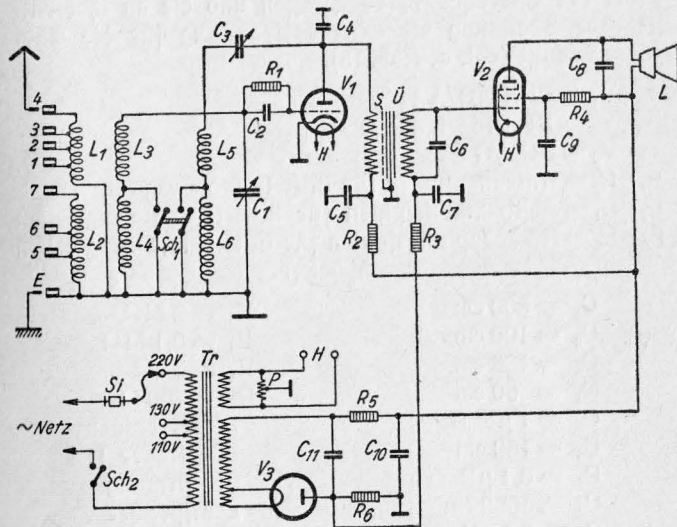 C₃
C₄
R₁
V₁
V₂
C₈
S Ü
L
4
3
2
1
L₁
L₃
L₅
C₂
H
C₆
H
R₄
C₉
7
6
5
L₂
L₄
Sch₁
L₆
C₁
C₅
C₇
R₂
R₃
E
220V
Tr
H
Si
P
130V
110V
~Netz
R₅
C₁₁
C₁₀
Sch₂
V₃
R₆